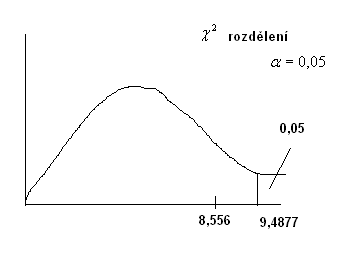 χ² rozdělení
α = 0,05
0,05
8,556
9,4877